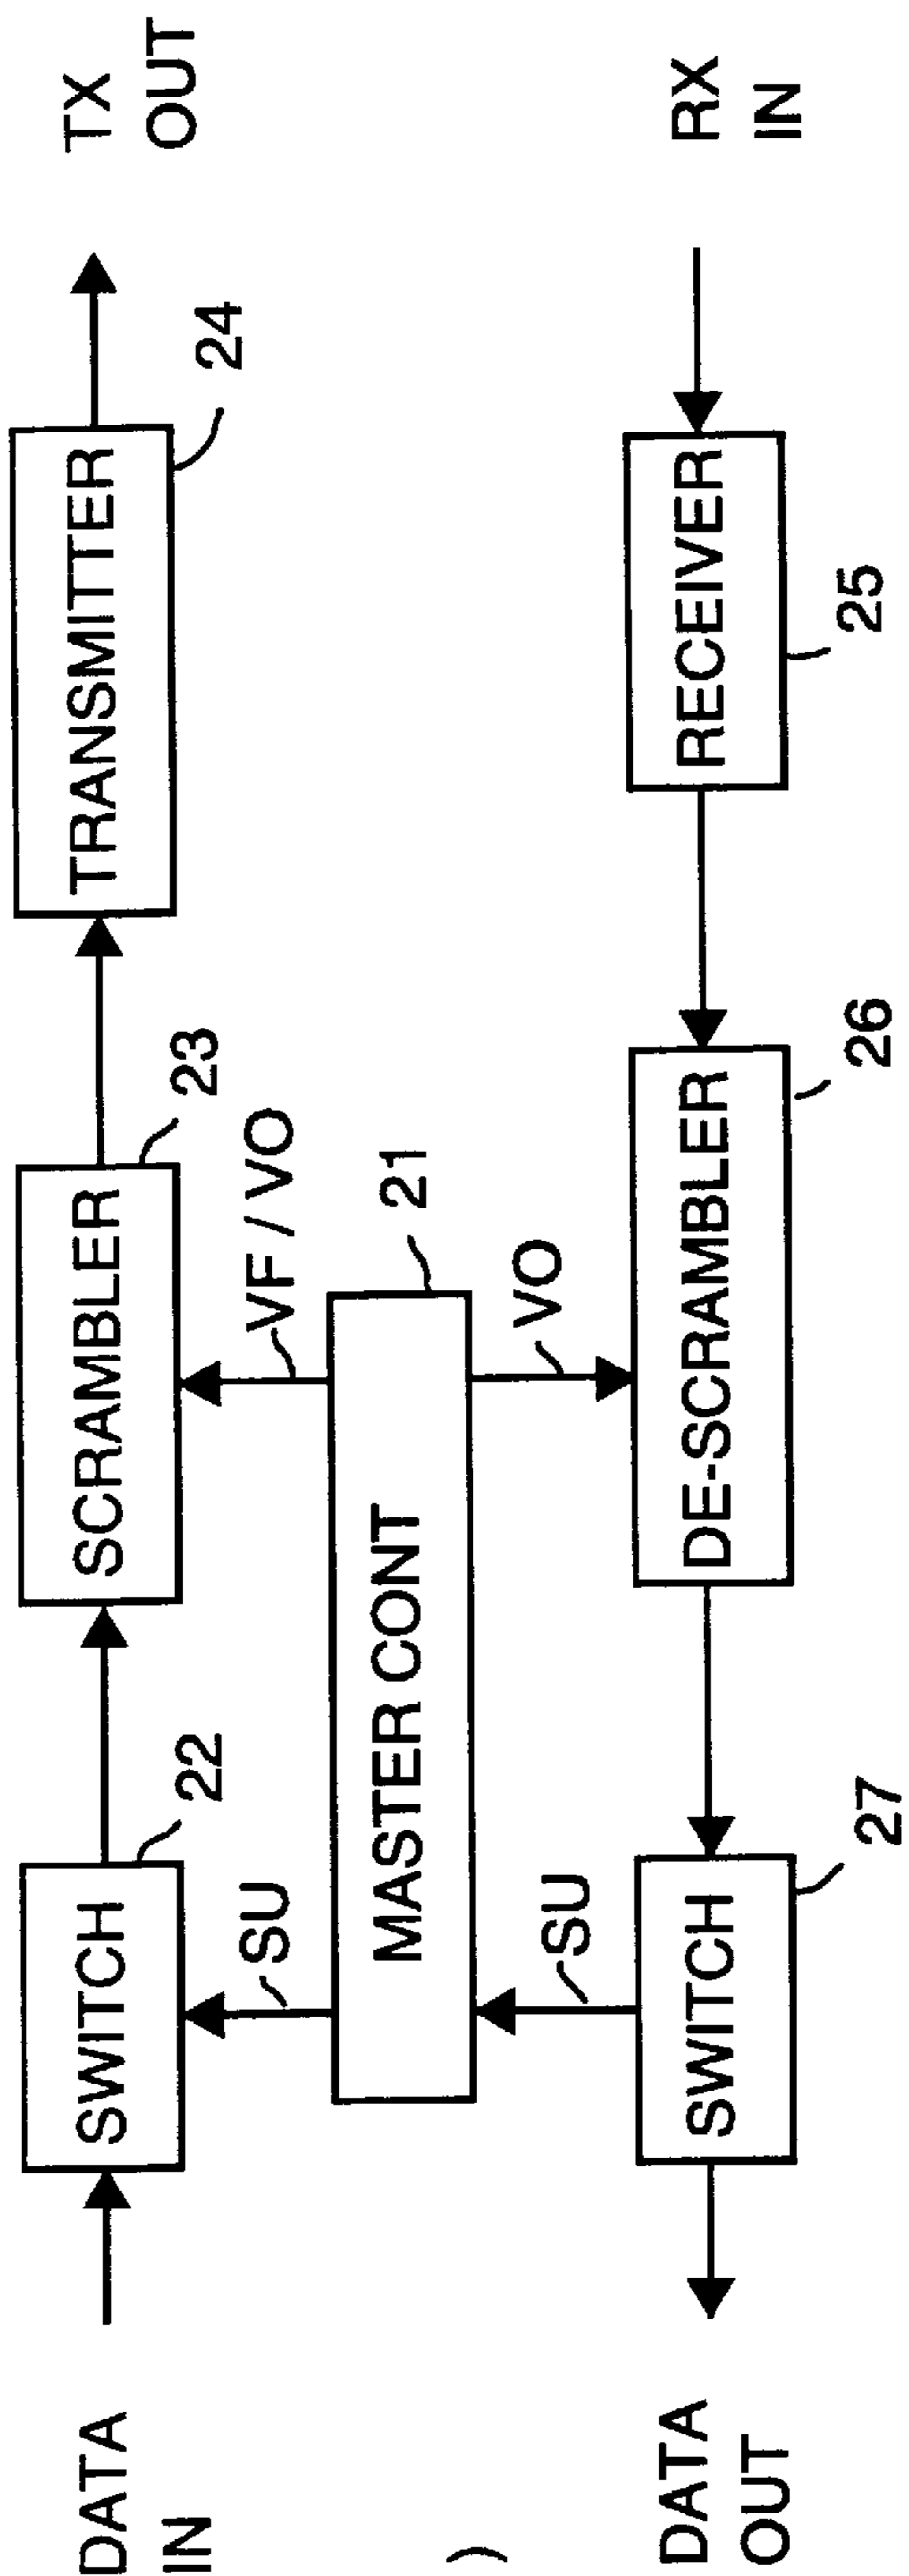 DATA
IN
SWITCH
22
SCRAMBLER
23
TRANSMITTER
24
TX
OUT
SU
VF / VO
MASTER CONT
21
SU
VO
)
DATA
OUT
SWITCH
27
DE-SCRAMBLER
26
RECEIVER
25
RX
IN